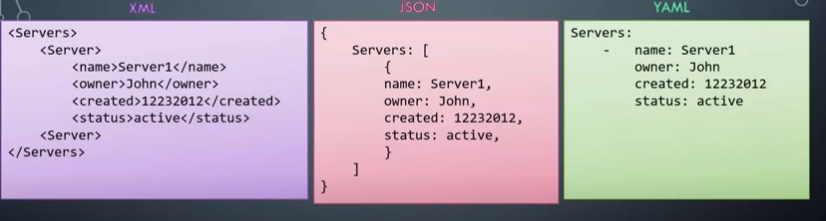 XML
<Servers>
<Server>
<name>Server1</name>
<owner>John</owner>
<created>12232012</created>
<status>active</status>
<Server>
</Servers>
JSON
{
Servers: [
{
name: Server1,
owner: John,
created: 12232012,
status: active,
}
]
}
YAML
Servers:
- name: Server1
owner: John
created: 12232012
status: active